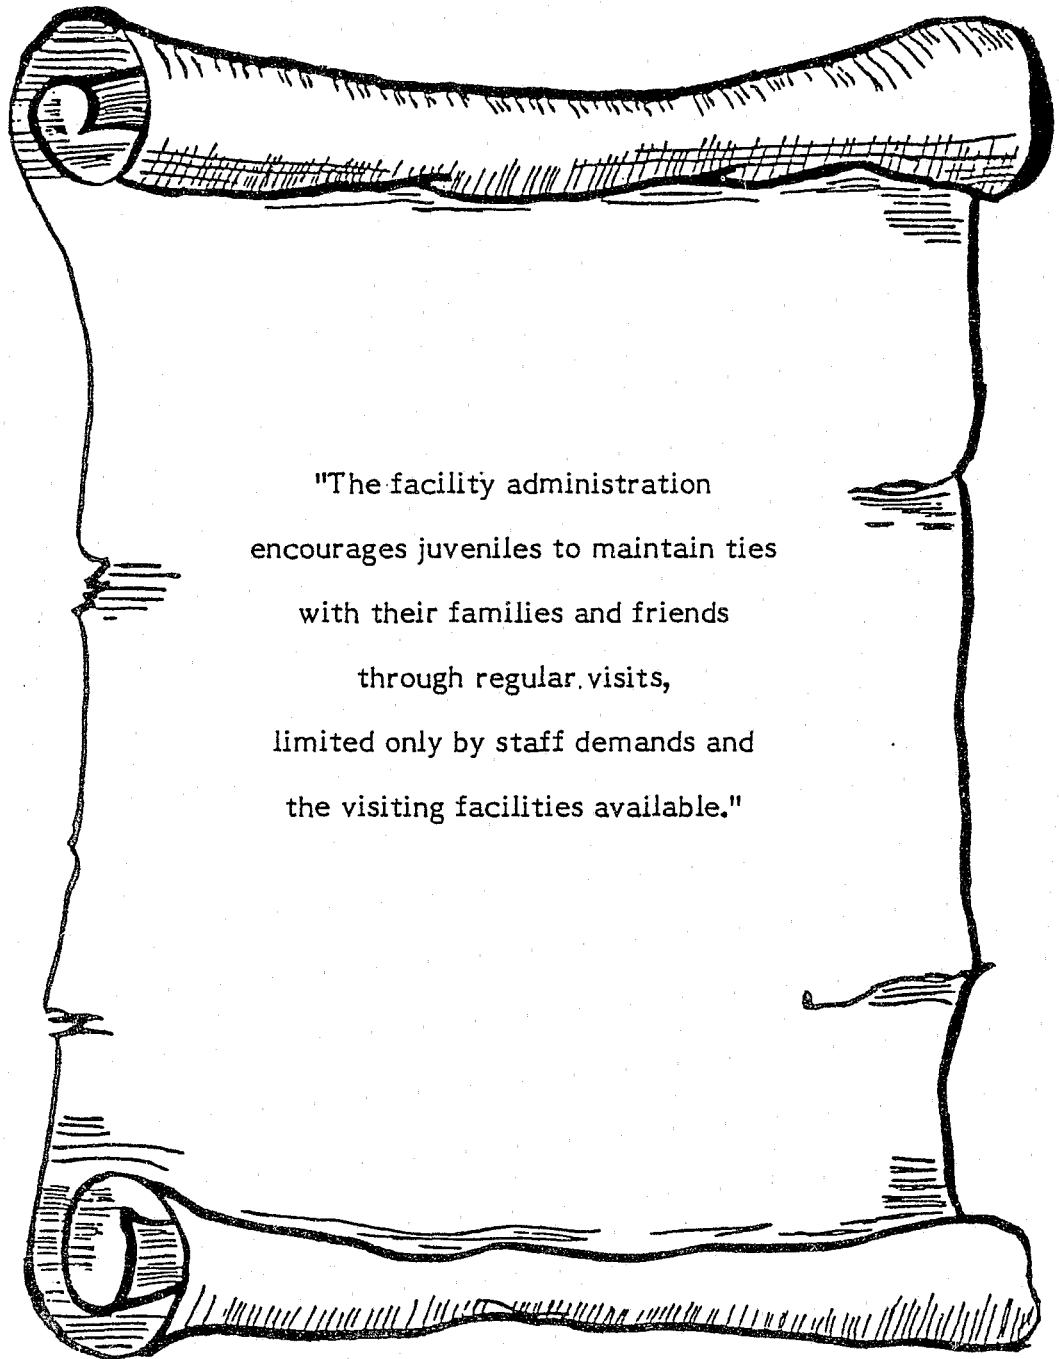 "The facility administration
encourages juveniles to maintain ties
with their families and friends
through regular visits,
limited only by staff demands and
the visiting facilities available."